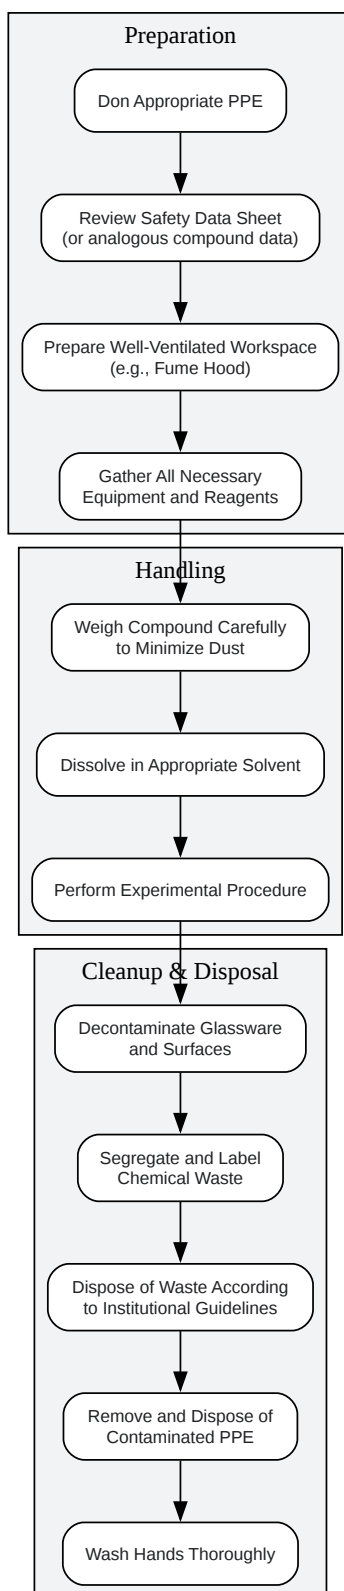 Preparation
Don Appropriate PPE
Review Safety Data Sheet
(or analogous compound data)
Prepare Well-Ventilated Workspace
(e.g., Fume Hood)
Gather All Necessary
Equipment and Reagents
Handling
Weigh Compound Carefully
to Minimize Dust
Dissolve in Appropriate Solvent
Perform Experimental Procedure
Cleanup & Disposal
Decontaminate Glassware
and Surfaces
Segregate and Label
Chemical Waste
Dispose of Waste According
to Institutional Guidelines
Remove and Dispose of
Contaminated PPE
Wash Hands Thoroughly